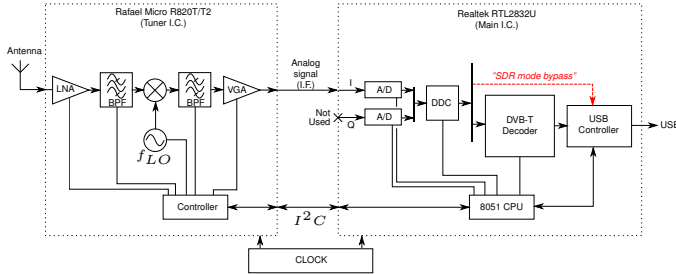 Rafael Micro R820T/T2
(Tuner I.C.)
Realtek RTL2832U
(Main I.C.)
Antenna
LNA
BPF
BPF
VGA
f_LO
Controller
Analog
signal
(I.F.)
I
Not
Used
Q
A/D
A/D
DDC
"SDR mode bypass"
DVB-T
Decoder
USB
Controller
USB
8051 CPU
I²C
CLOCK